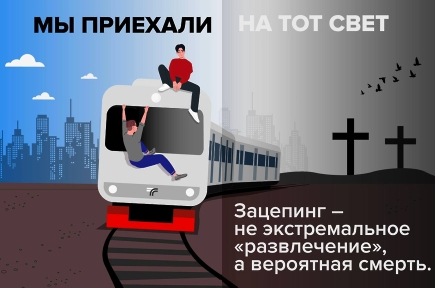 МЫ ПРИЕХАЛИ НА ТОТ СВЕТ
Зацепинг –
не экстремальное
«развлечение»,
а вероятная смерть.